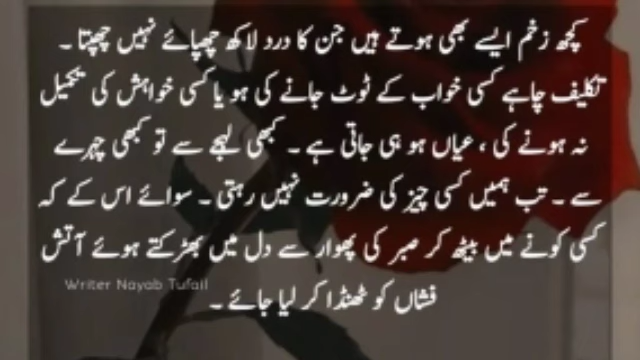 کچھ زخم ایسے بھی ہوتے ہیں جن کا درد لاکھ چھپائے نہیں چھپتا ۔
تکلیف چاہے کسی خواب کے ٹوٹ جانے کی ہو یا کسی خواہش کی تکمیل
نہ ہونے کی ، عیاں ہو ہی جاتی ہے ۔ کبھی لہجے سے تو کبھی چہرے
سے ۔ تب ہمیں کسی چیز کی ضرورت نہیں رہتی ۔ سوائے اس کے کہ
کسی کونے میں بیٹھ کر صبر کی پھوار سے دل میں بھڑکتے ہوئے آتش
فشاں کو ٹھنڈا کر لیا جائے ۔
Writer Nayab Tufail